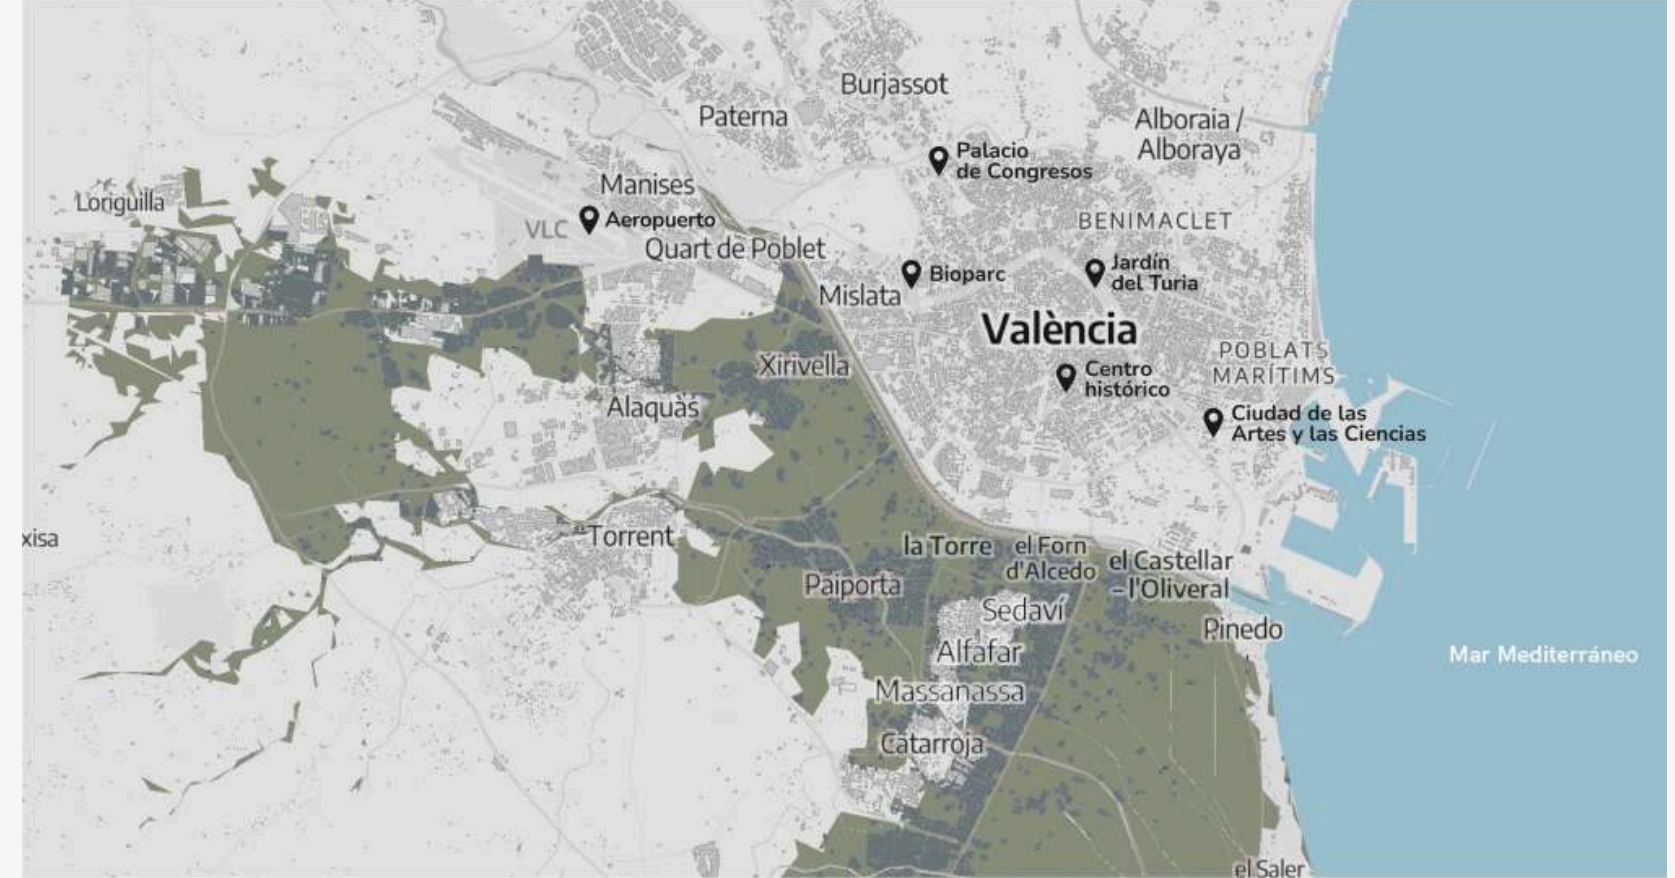 Burjassot
Paterna
Alboraia /
Alboraya
Palacio
de Congresos
Manises
Loriguilla
Aeropuerto
VLC
BENIMACLET
Quart de Poblet
Bioparc
Jardín
del Turia
Mislata
València
POBLATS
MARÍTIMS
Xirivella
Centro
histórico
Alaquàs
Ciudad de las
Artes y las Ciencias
xisa
Torrent
la Torre
el Forn
d'Alcedo
el Castellar
-l'Oliveral
Paiporta
Sedaví
Pinedo
Alfafar
Mar Mediterráneo
Massanassa
Catarroja
el Saler